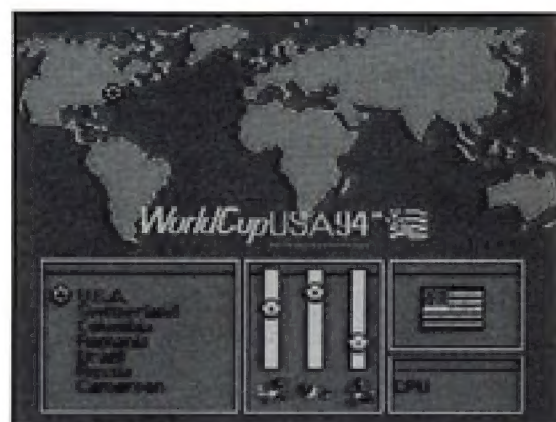 WorldCupUSA94
U.S.A.
Switzerland
Colombia
Romania
Brazil
Russia
Cameroon
CPU